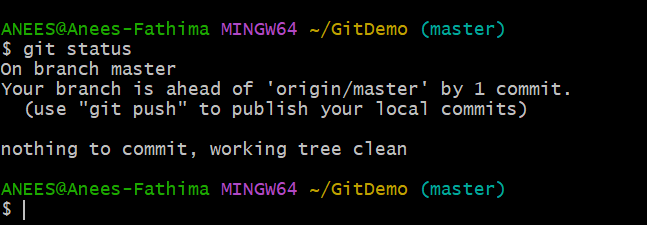 ANEES@Anees-Fathima MINGW64 ~/GitDemo (master)
$ git status
On branch master
Your branch is ahead of 'origin/master' by 1 commit.
  (use "git push" to publish your local commits)

nothing to commit, working tree clean

ANEES@Anees-Fathima MINGW64 ~/GitDemo (master)
$